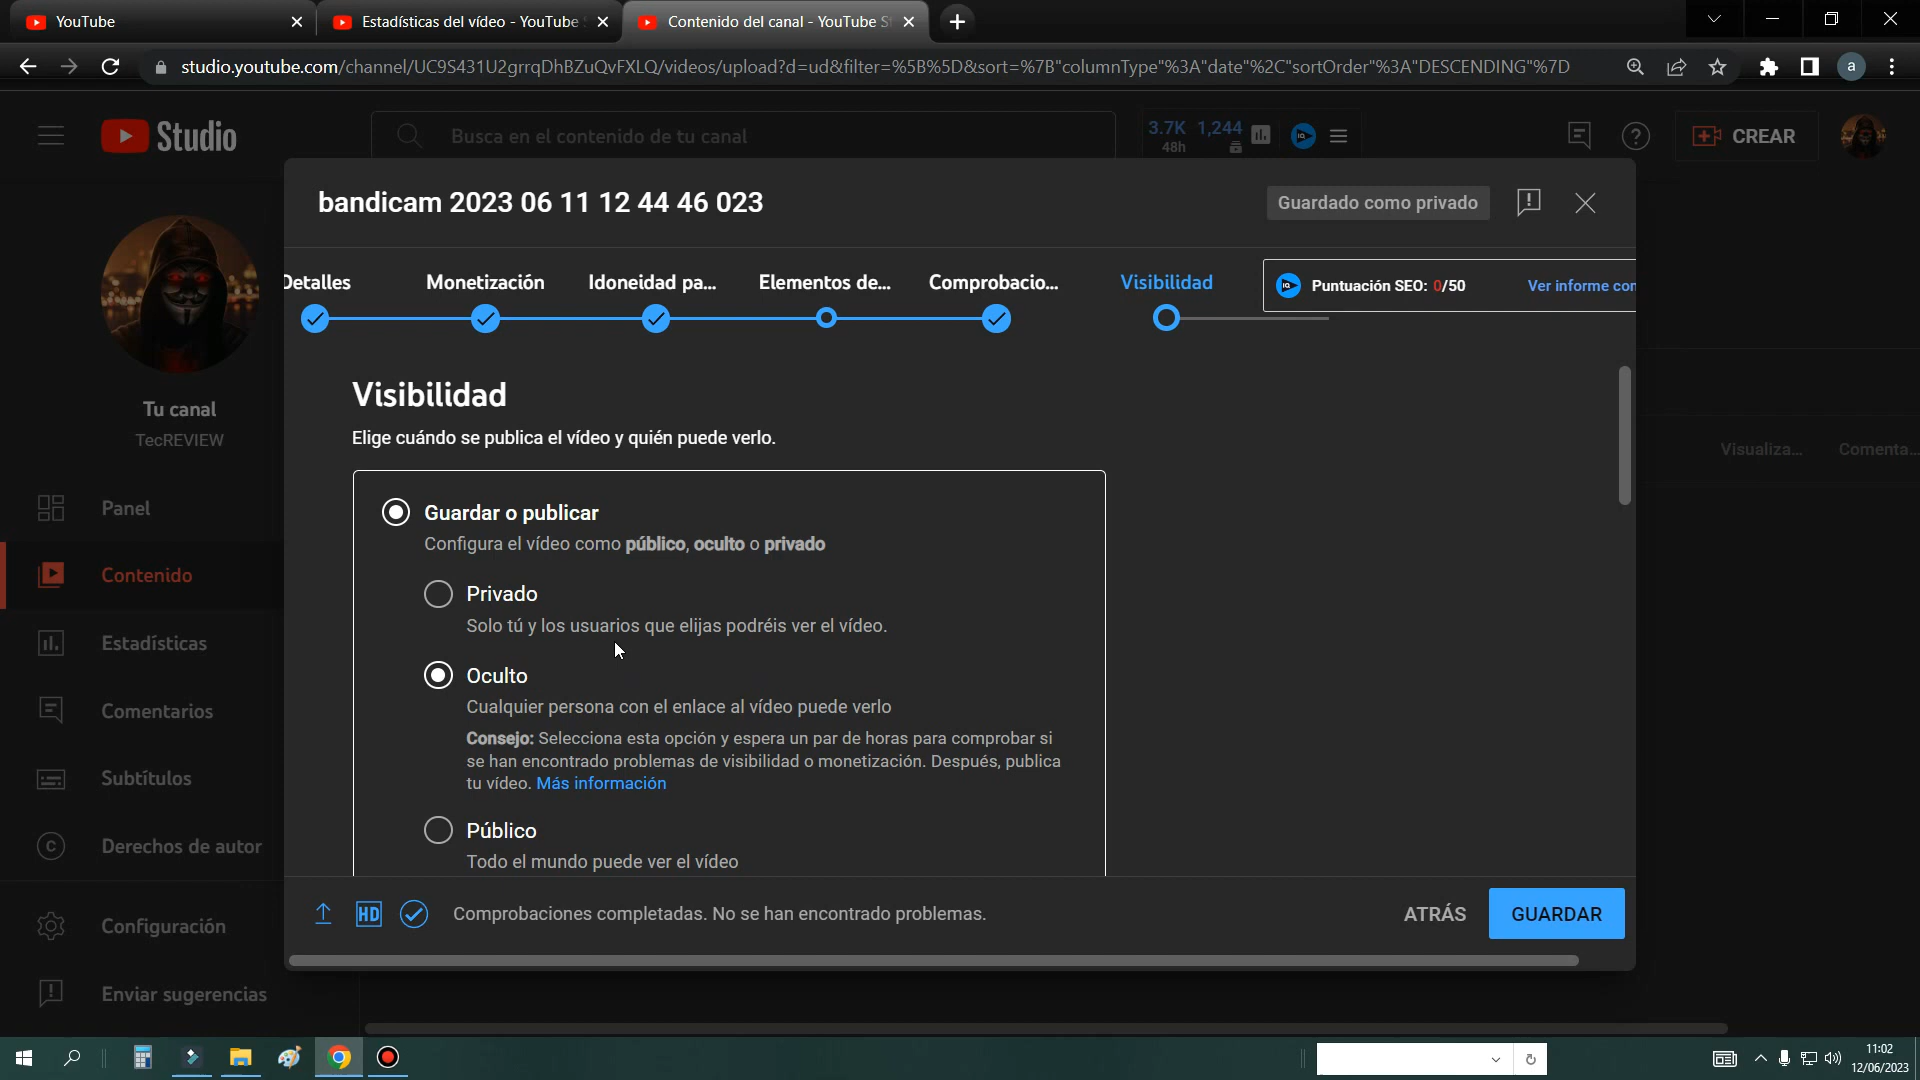 YouTube
Estadísticas del vídeo - YouTube
Contenido del canal - YouTube S
studio.youtube.com/channel/UC9S431U2grrqDhBZuQvFXLQ/videos/upload?d=ud&filter=%5B%5D&sort=%7B"columnType"%3A"date"%2C"sortOrder"%3A"DESCENDING"%7D
a
Studio
Busca en el contenido de tu canal
3.7K 1,244
48h
CREAR
bandicam 2023 06 11 12 44 46 023
Guardado como privado
Detalles
Monetización
Idoneidad pa...
Elementos de...
Comprobacio...
Visibilidad
Puntuación SEO: 0/50
Ver informe con
Visibilidad
Elige cuándo se publica el vídeo y quién puede verlo.
Guardar o publicar
Configura el vídeo como público, oculto o privado
Privado
Solo tú y los usuarios que elijas podréis ver el vídeo.
Oculto
Cualquier persona con el enlace al vídeo puede verlo
Consejo: Selecciona esta opción y espera un par de horas para comprobar si
se han encontrado problemas de visibilidad o monetización. Después, publica
tu vídeo. Más información
Público
Todo el mundo puede ver el vídeo
HD
Comprobaciones completadas. No se han encontrado problemas.
ATRÁS
GUARDAR
Tu canal
TecREVIEW
Panel
Contenido
Estadísticas
Comentarios
Subtítulos
Derechos de autor
Configuración
Enviar sugerencias
Visualiza...
Comenta...
11:02
12/06/2023